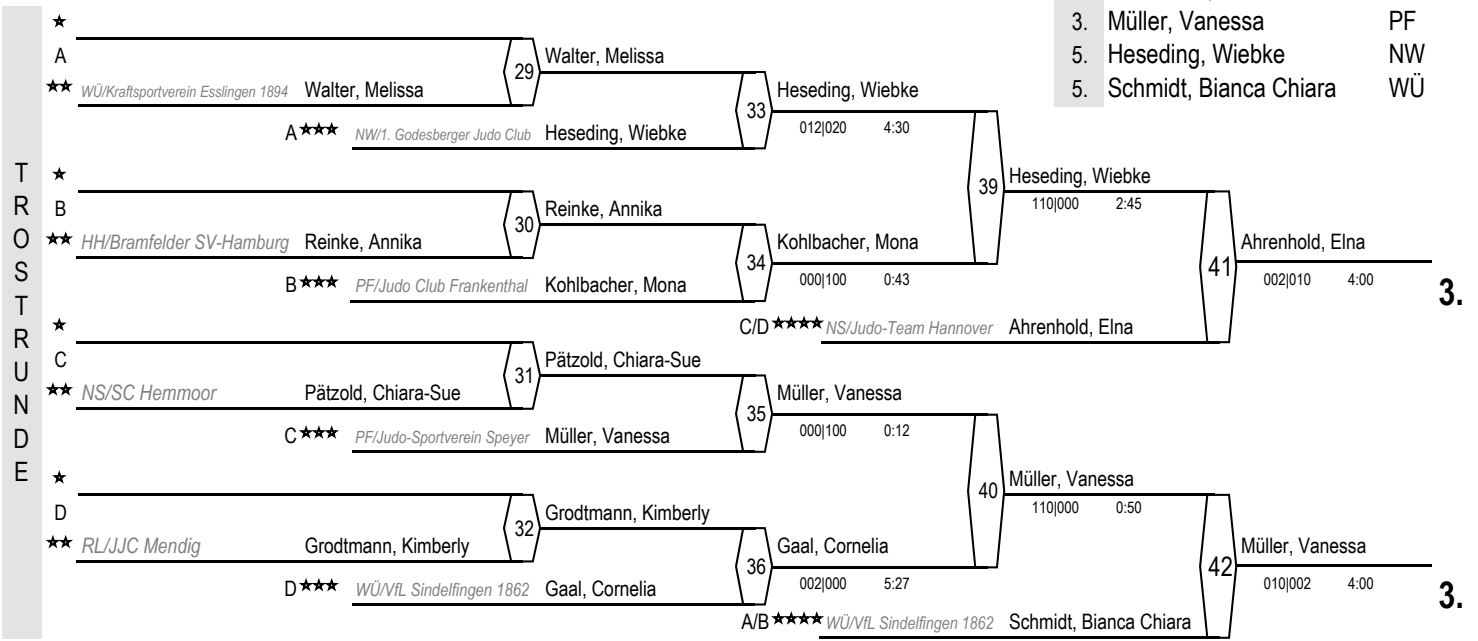 3. Müller, Vanessa PF
5. Heseding, Wiebke NW
5. Schmidt, Bianca Chiara WÜ
TROSTRUNDE
A
WÜ/Kraftsportverein Esslingen 1894 Walter, Melissa
29
Walter, Melissa
A NW/1. Godesberger Judo Club Heseding, Wiebke
33
Heseding, Wiebke
012|020 4:30
B
HH/Bramfelder SV-Hamburg Reinke, Annika
30
Reinke, Annika
B PF/Judo Club Frankenthal Kohlbacher, Mona
34
Kohlbacher, Mona
000|100 0:43
39
Heseding, Wiebke
110|000 2:45
C/D NS/Judo-Team Hannover Ahrenhold, Elna
41
Ahrenhold, Elna
002|010 4:00
3.
C
NS/SC Hemmoor Pätzold, Chiara-Sue
31
Pätzold, Chiara-Sue
C PF/Judo-Sportverein Speyer Müller, Vanessa
35
Müller, Vanessa
000|100 0:12
D
RL/JJC Mendig Grodtmann, Kimberly
32
Grodtmann, Kimberly
D WÜ/VfL Sindelfingen 1862 Gaal, Cornelia
36
Gaal, Cornelia
002|000 5:27
40
Müller, Vanessa
110|000 0:50
A/B WÜ/VfL Sindelfingen 1862 Schmidt, Bianca Chiara
42
Müller, Vanessa
010|002 4:00
3.